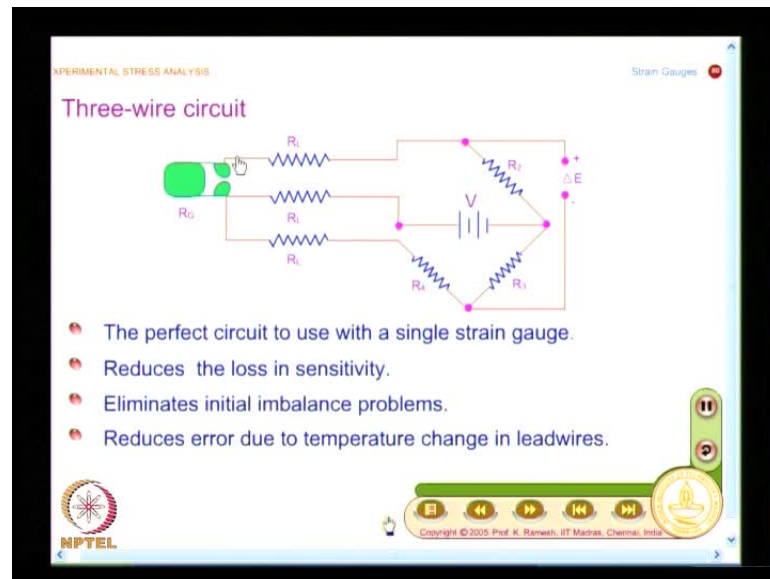 XPERIMENTAL STRESS ANALYSIS
Strain Gauges
Three-wire circuit
RL
R2
+
ΔE
-
V
RG
RL
RL
R4
R3
The perfect circuit to use with a single strain gauge.
Reduces the loss in sensitivity.
Eliminates initial imbalance problems.
Reduces error due to temperature change in leadwires.
NPTEL
Copyright © 2005 Prof. K. Ramesh, IIT Madras, Chennai, India